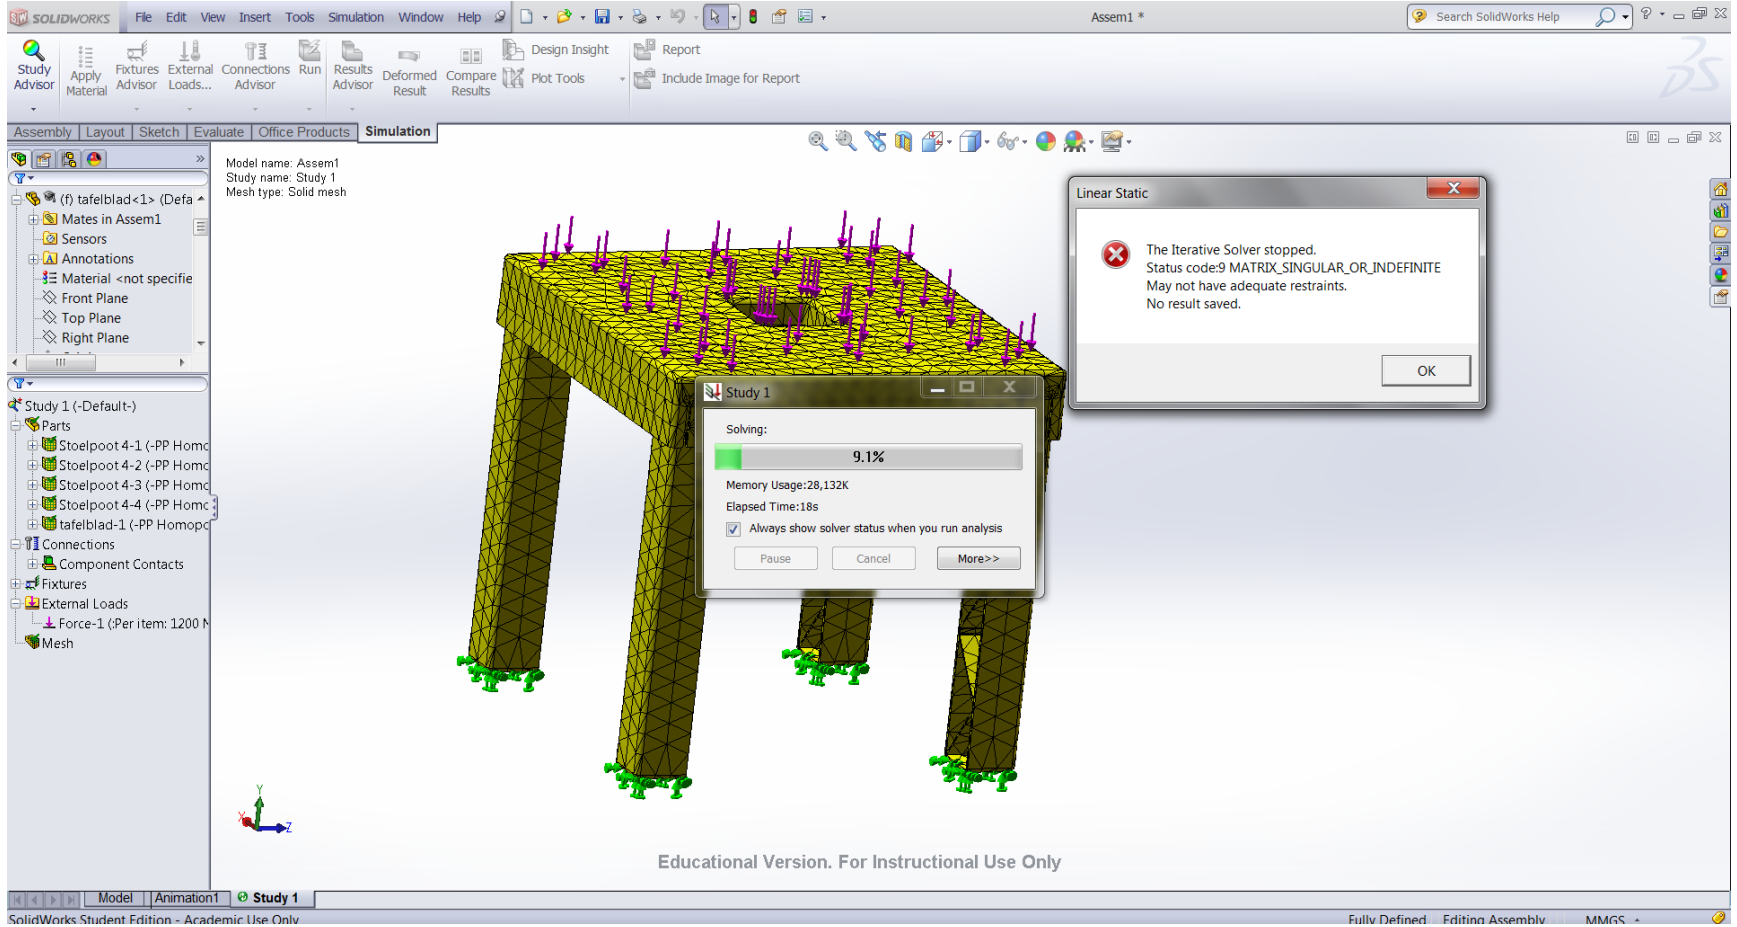 SOLIDWORKS File Edit View Insert Tools Simulation Window Help Assem1 * Search SolidWorks Help
Study Advisor
Apply Material
Fixtures Advisor
External Loads...
Connections Advisor
Run
Results Advisor
Deformed Result
Compare Results
Design Insight
Plot Tools
Report
Include Image for Report
Assembly Layout Sketch Evaluate Office Products Simulation
(f) tafelblad<1> (Defa
Mates in Assem1
Sensors
Annotations
Material <not specifie
Front Plane
Top Plane
Right Plane
Study 1 (-Default-)
Parts
Stoelpoot 4-1 (-PP Homo
Stoelpoot 4-2 (-PP Homo
Stoelpoot 4-3 (-PP Homo
Stoelpoot 4-4 (-PP Homo
tafelblad-1 (-PP Homopo
Connections
Component Contacts
Fixtures
External Loads
Force-1 (:Per item: 1200 N
Mesh
Model name: Assem1
Study name: Study 1
Mesh type: Solid mesh
Linear Static
The Iterative Solver stopped.
Status code:9 MATRIX_SINGULAR_OR_INDEFINITE
May not have adequate restraints.
No result saved.
OK
Study 1
Solving:
9.1%
Memory Usage:28,132K
Elapsed Time:18s
Always show solver status when you run analysis
Pause Cancel More>>
Y
X
Z
Educational Version. For Instructional Use Only
Model Animation1 Study 1
SolidWorks Student Edition - Academic Use Only Fully Defined Editing Assembly MMGS